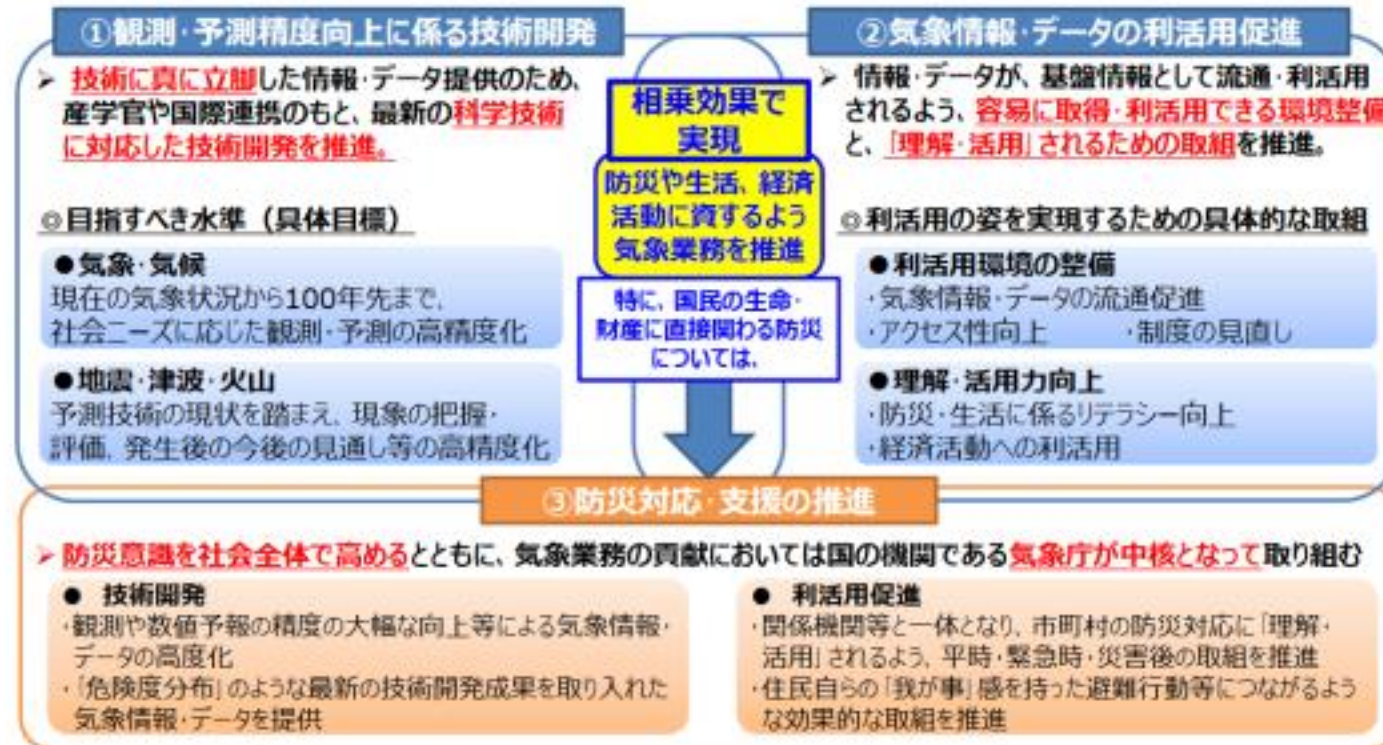 ①観測・予測精度向上に係る技術開発
➢ 技術に真に立脚した情報・データ提供のため、
産学官や国際連携のもと、最新の科学技術
に対応した技術開発を推進。
◎目指すべき水準（具体目標）
●気象・気候
現在の気象状況から100年先まで、
社会ニーズに応じた観測・予測の高精度化
●地震・津波・火山
予測技術の現状を踏まえ、現象の把握・
評価、発生後の今後の見通し等の高精度化
相乗効果で
実現
防災や生活、経済
活動に資するよう
気象業務を推進
特に、国民の生命・
財産に直接関わる防災
については、
②気象情報・データの利活用促進
➢ 情報・データが、基盤情報として流通・利活用
されるよう、容易に取得・利活用できる環境整備
と、「理解・活用」されるための取組を推進。
◎利活用の姿を実現するための具体的な取組
●利活用環境の整備
・気象情報・データの流通促進
・アクセス性向上　　・制度の見直し
●理解・活用力向上
・防災・生活に係るリテラシー向上
・経済活動への利活用
③防災対応・支援の推進
➢ 防災意識を社会全体で高めるとともに、気象業務の貢献においては国の機関である気象庁が中核となって取り組む
● 技術開発
・観測や数値予報の精度の大幅な向上等による気象情報・
データの高度化
・「危険度分布」のような最新の技術開発成果を取り入れた
気象情報・データを提供
● 利活用促進
・関係機関等と一体となり、市町村の防災対応に「理解・
活用」されるよう、平時・緊急時・災害後の取組を推進
・住民自らの「我が事」感を持った避難行動等につながるよう
な効果的な取組を推進